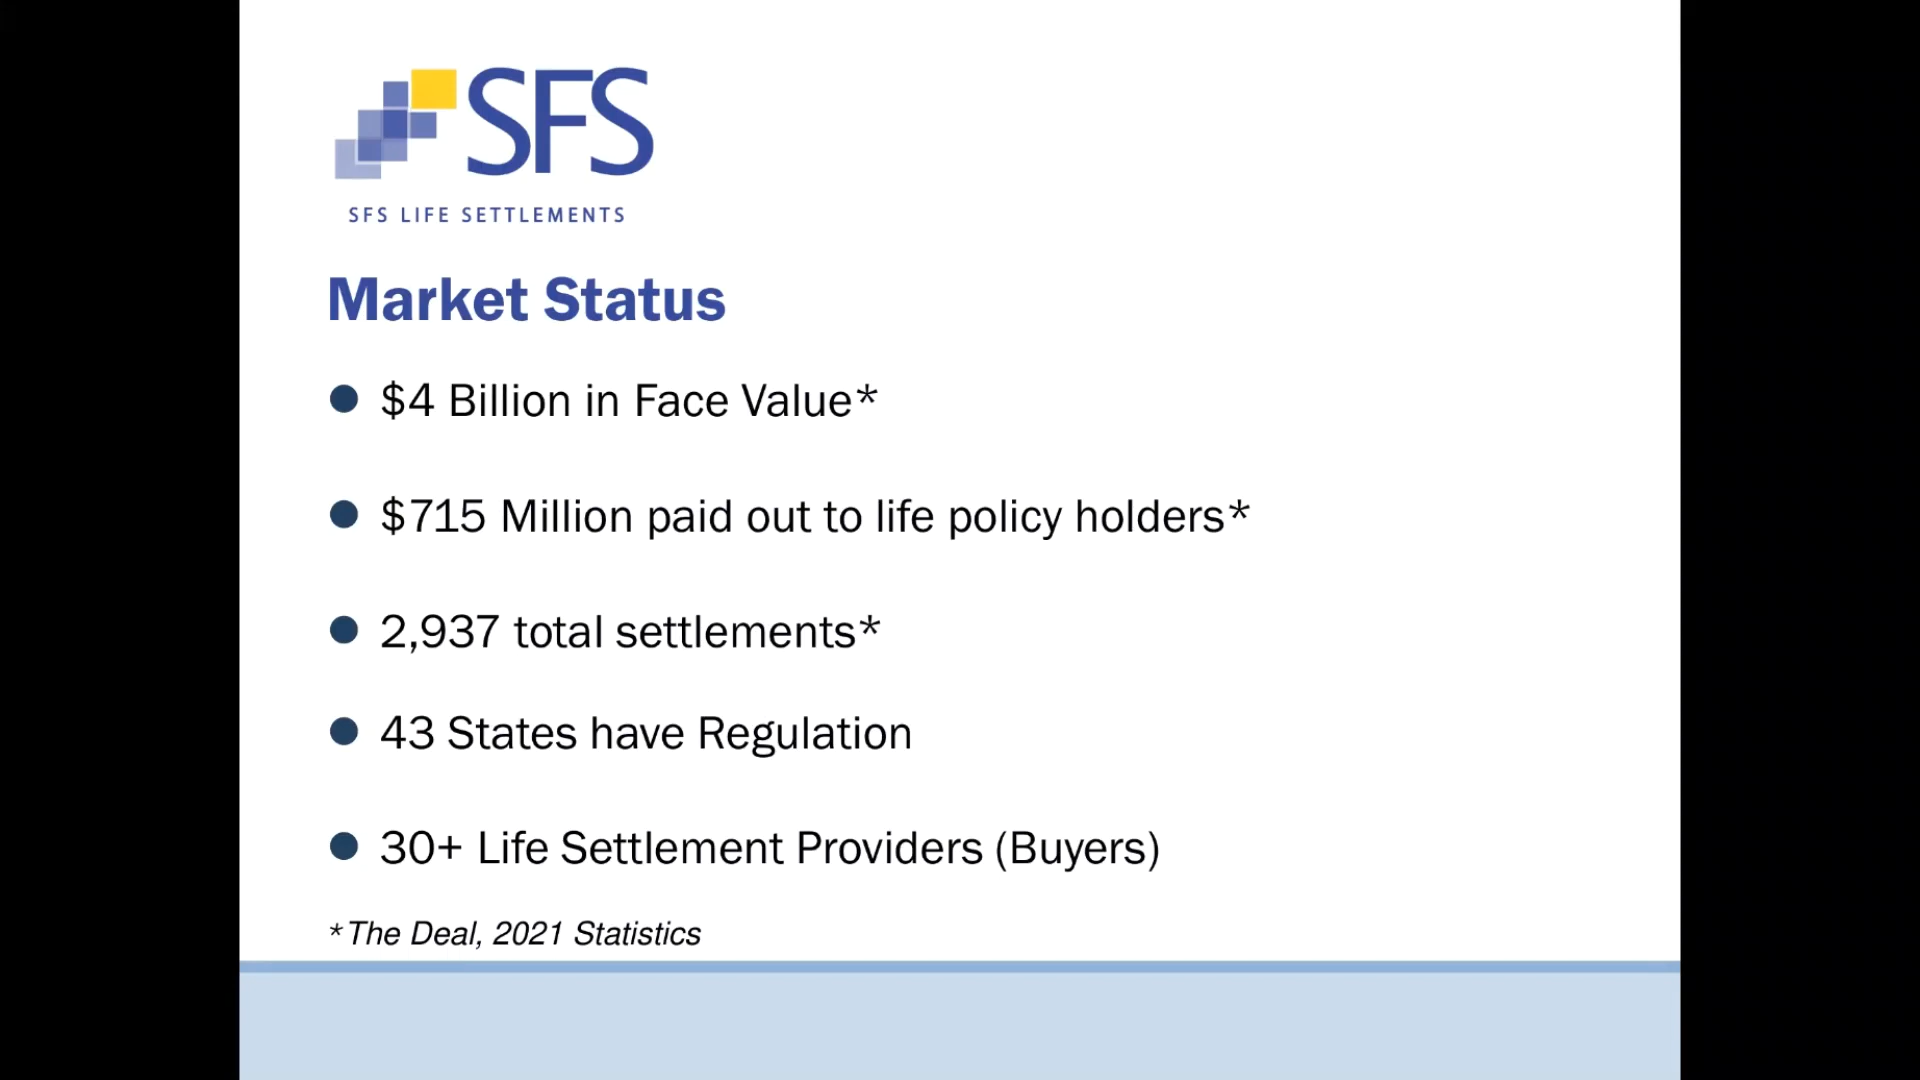 SFS
SFS LIFE SETTLEMENTS
Market Status
$4 Billion in Face Value*
$715 Million paid out to life policy holders*
2,937 total settlements*
43 States have Regulation
30+ Life Settlement Providers (Buyers)
*The Deal, 2021 Statistics